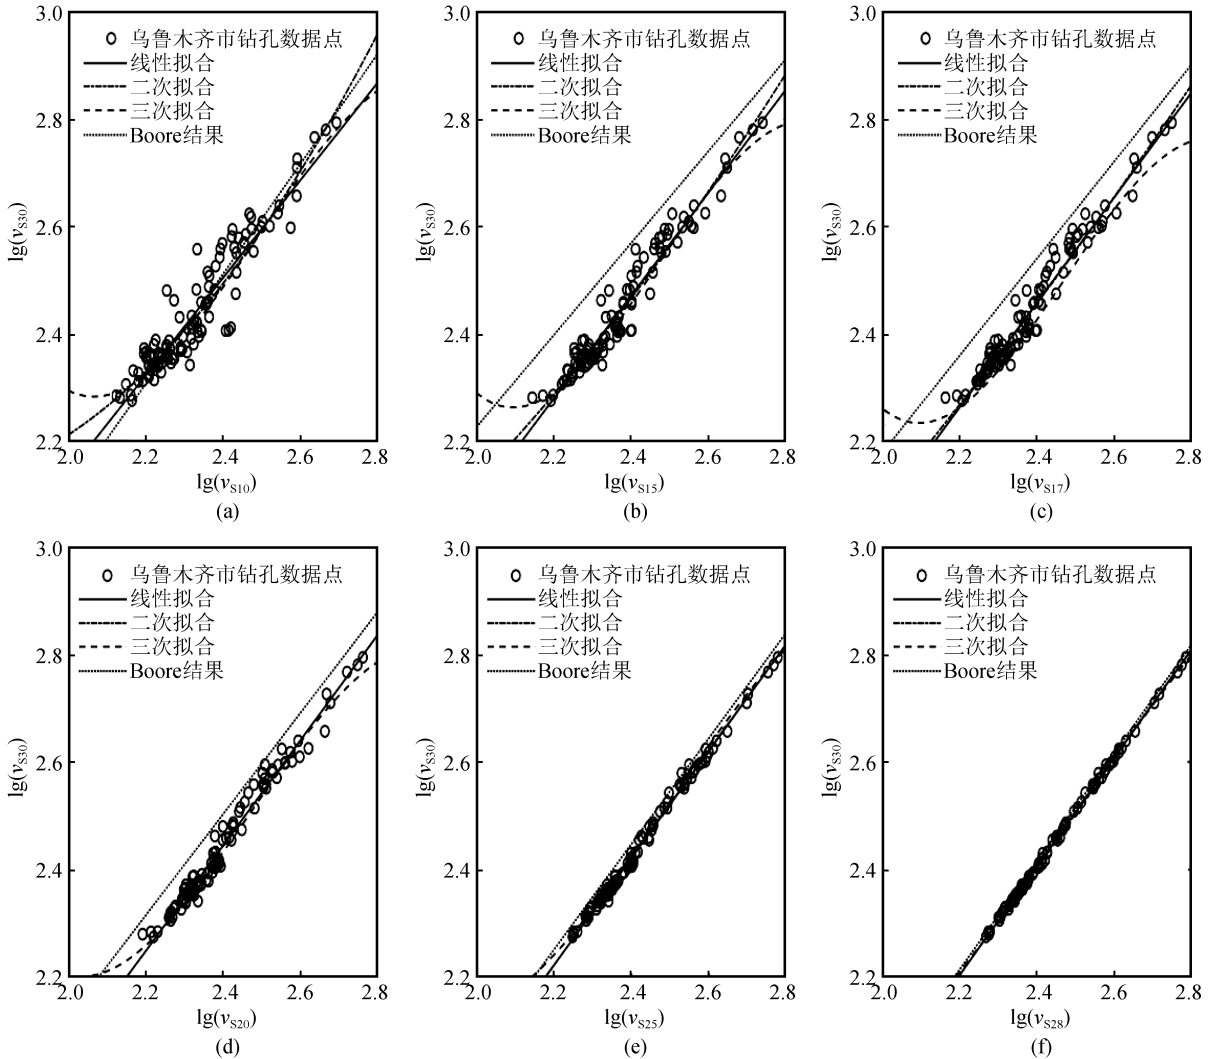 3.0
2.8
2.6
2.4
2.2
lg(vS30)
乌鲁木齐市钻孔数据点
线性拟合
二次拟合
三次拟合
Boore结果
2.0 2.2 2.4 2.6 2.8
lg(vS10)
(a)
3.0
2.8
2.6
2.4
2.2
lg(vS30)
乌鲁木齐市钻孔数据点
线性拟合
二次拟合
三次拟合
Boore结果
2.0 2.2 2.4 2.6 2.8
lg(vS15)
(b)
3.0
2.8
2.6
2.4
2.2
lg(vS30)
乌鲁木齐市钻孔数据点
线性拟合
二次拟合
三次拟合
Boore结果
2.0 2.2 2.4 2.6 2.8
lg(vS17)
(c)
3.0
2.8
2.6
2.4
2.2
lg(vS30)
乌鲁木齐市钻孔数据点
线性拟合
二次拟合
三次拟合
Boore结果
2.0 2.2 2.4 2.6 2.8
lg(vS20)
(d)
3.0
2.8
2.6
2.4
2.2
lg(vS30)
乌鲁木齐市钻孔数据点
线性拟合
二次拟合
三次拟合
Boore结果
2.0 2.2 2.4 2.6 2.8
lg(vS25)
(e)
3.0
2.8
2.6
2.4
2.2
lg(vS30)
乌鲁木齐市钻孔数据点
线性拟合
二次拟合
三次拟合
Boore结果
2.0 2.2 2.4 2.6 2.8
lg(vS28)
(f)